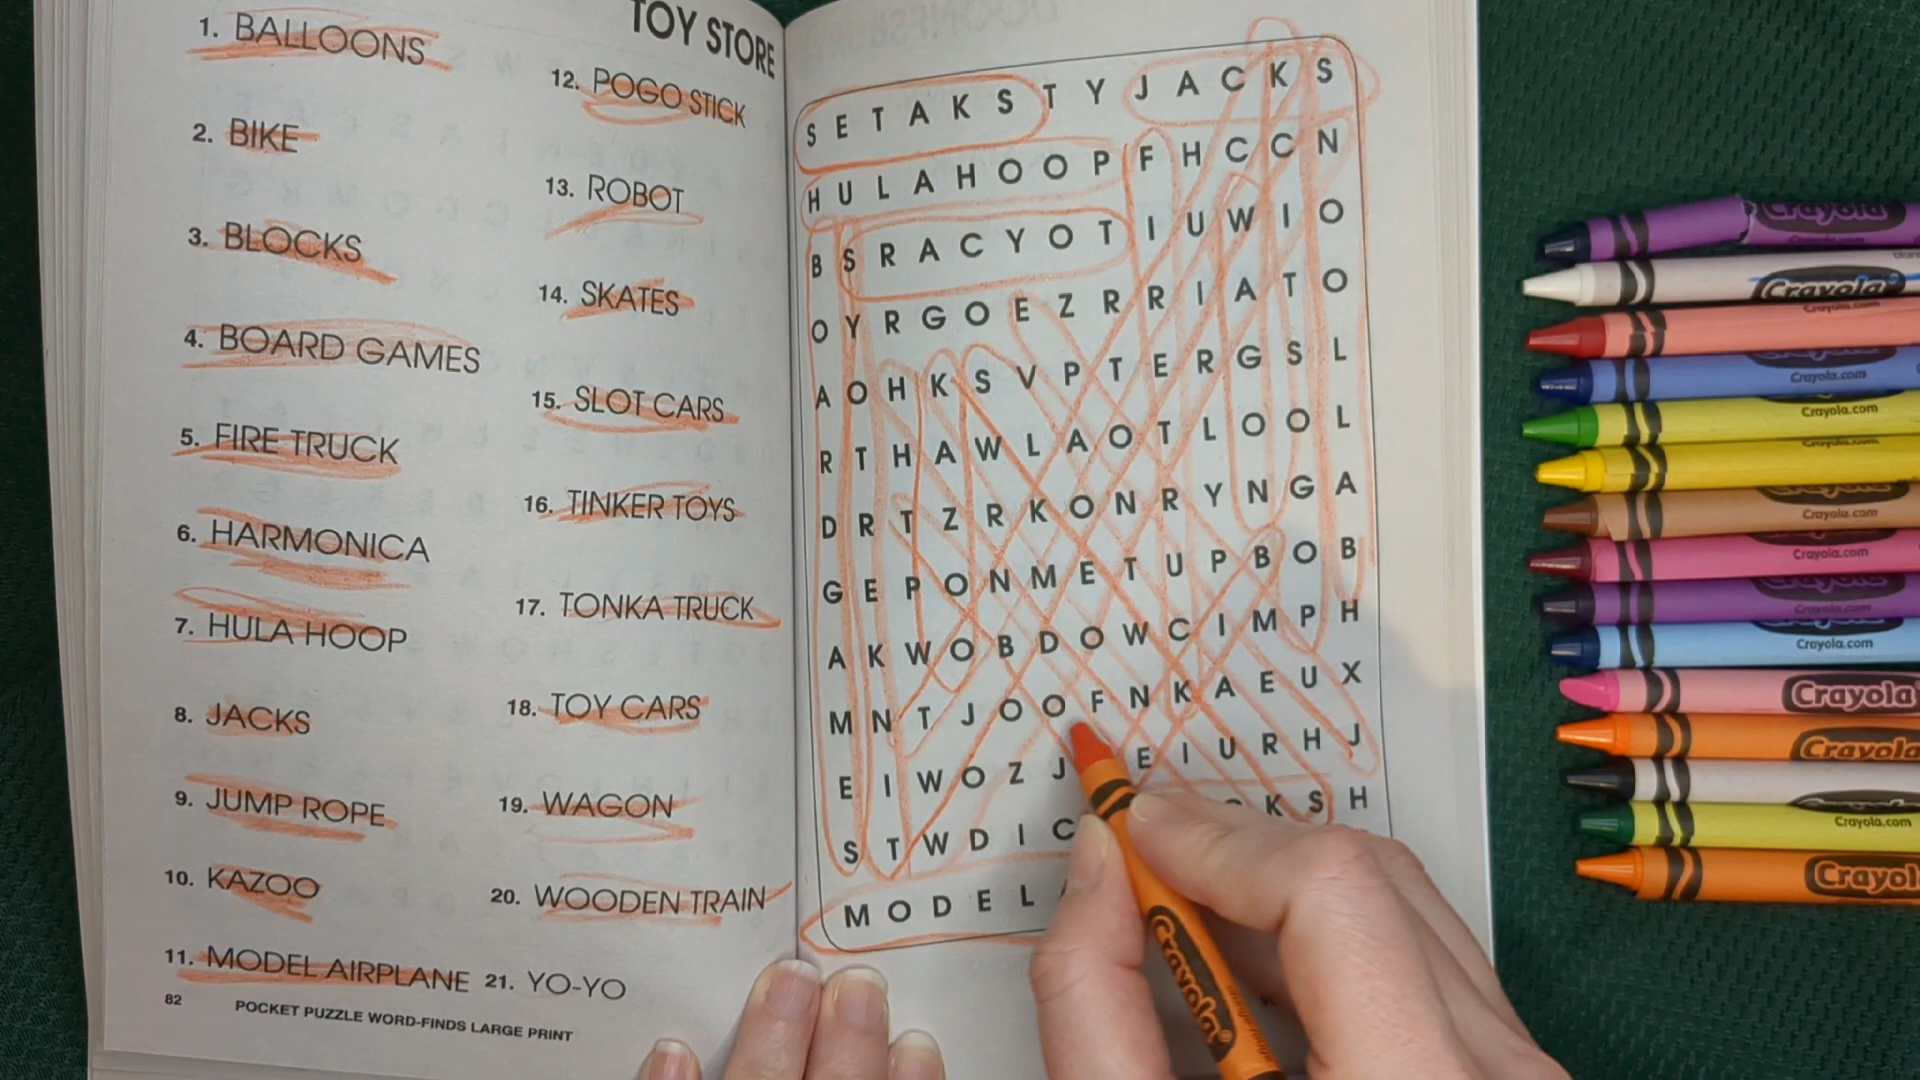 TOY STORE
1. BALLOONS
2. BIKE
3. BLOCKS
4. BOARD GAMES
5. FIRE TRUCK
6. HARMONICA
7. HULA HOOP
8. JACKS
9. JUMP ROPE
10. KAZOO
11. MODEL AIRPLANE
12. POGO STICK
13. ROBOT
14. SKATES
15. SLOT CARS
16. TINKER TOYS
17. TONKA TRUCK
18. TOY CARS
19. WAGON
20. WOODEN TRAIN
21. YO-YO
82 POCKET PUZZLE WORD-FINDS LARGE PRINT
S E T A K S T Y J A C K S
H U L A H O O P F H C C N
B S R A C Y O T I U W I O
O Y R G O E Z R R I A T O
A O H K S V P T E R G S L
R T H A W L A O T L O O L
D R T Z R K O N R Y N G A
G E P O N M E T U P B O B
A K W O B D O W C I M P H
M N T J O O F N K A E U X
E I W O Z J E I U R H J
S T W D I C K S H
M O D E L
Crayola
Crayola
Crayola.com
Crayola.com
Crayola.com
Crayola.com
Crayola.com
Crayola.com
Crayola
Crayola
Crayola.com
Crayol
Crayola